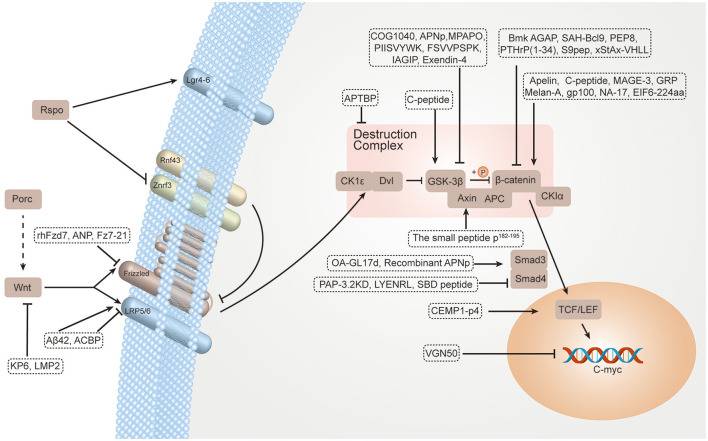 COG1040, APNp,MPAPO,
PIISVYWK, FSVVPSPK,
IAGIP, Exendin-4
Bmk AGAP, SAH-Bcl9, PEP8,
PTHrP(1-34), S9pep, xStAx-VHLL
Apelin, C-peptide, MAGE-3, GRP
Melan-A, gp100, NA-17, EIF6-224aa
Lgr4-6
Rspo
APTBP
C-peptide
Destruction
Complex
Rnf43
Znrf3
CK1ε
Dvl
GSK-3β
+ P
β-catenin
CKIα
Axin
APC
Porc
rhFzd7, ANP, Fz7-21
The small peptide p182-195
Frizzled
OA-GL17d, Recombinant APNp
Smad3
Wnt
PAP-3.2KD, LYENRL, SBD peptide
Smad4
LRP5/6
CEMP1-p4
TCF/LEF
Aβ42, ACBP
VGN50
KP6, LMP2
C-myc